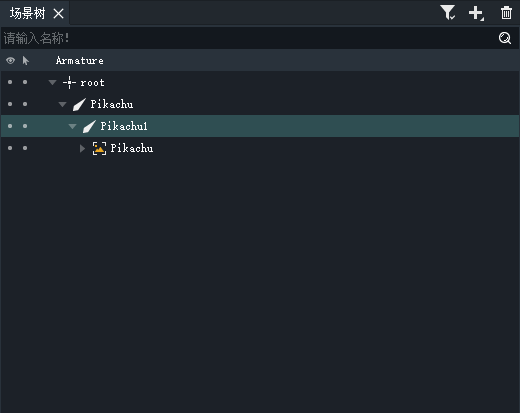 场景树
请输入名称!
Armature
root
Pikachu
Pikachu1
Pikachu